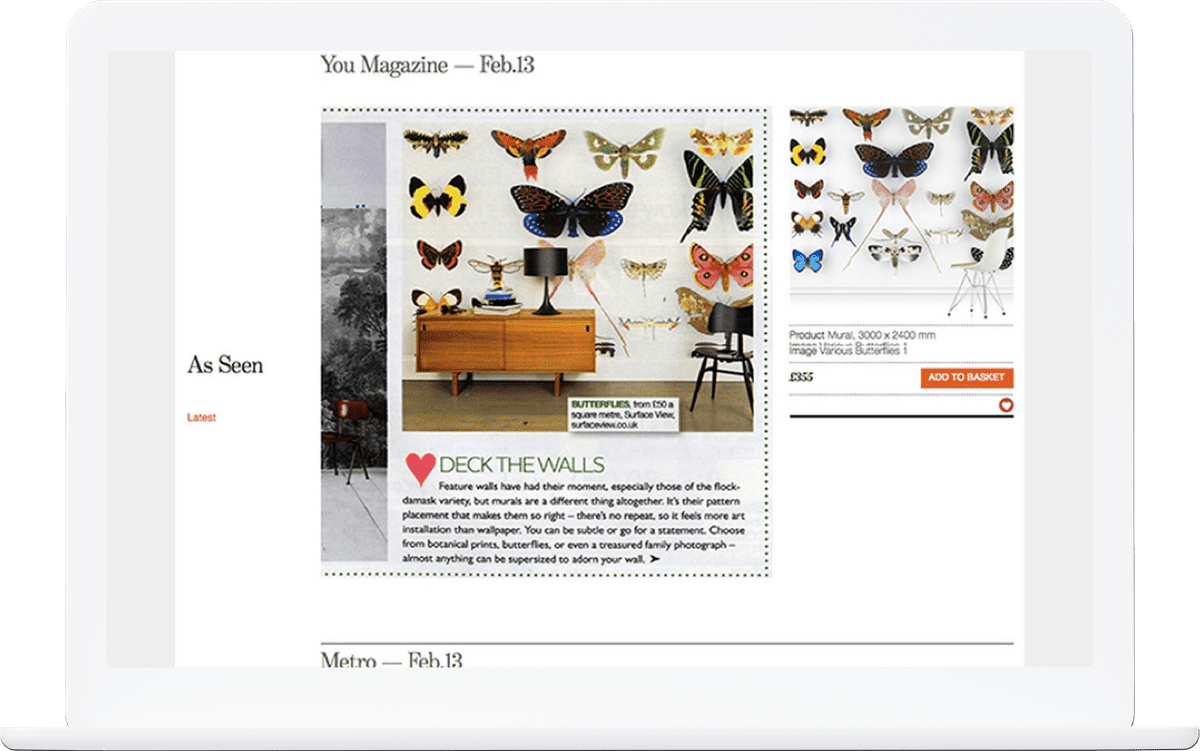 You Magazine — Feb.13
As Seen
Latest
BUTTERFLIES, from £50 a
square metre, Surface View,
surfaceview.co.uk
DECK THE WALLS
Feature walls have had their moment, especially those of the flock-
damask variety, but murals are a different thing altogether. It's their pattern
placement that makes them so right – there's no repeat, so it feels more art
installation than wallpaper. You can be subtle or go for a statement. Choose
from botanical prints, butterflies, or even a treasured family photograph –
almost anything can be supersized to adorn your wall. ➤
Product Mural, 3000 x 2400 mm
Image Various Butterflies 1
£355
ADD TO BASKET
Metro — Feb.13